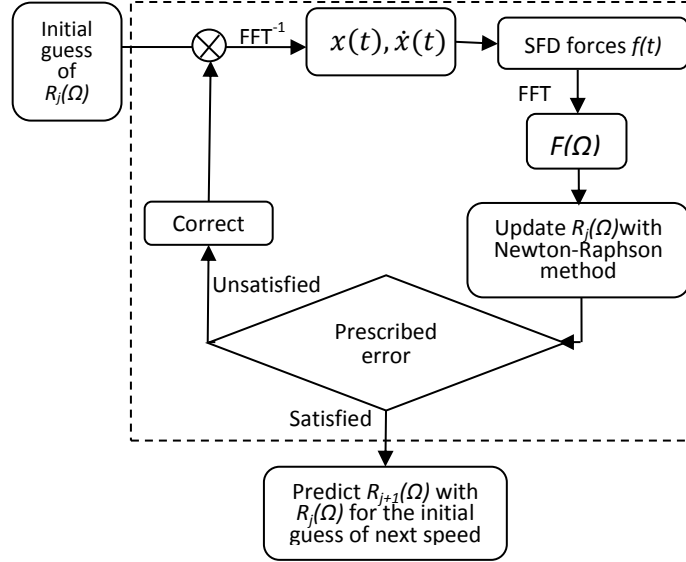 Initial
guess
of
Rj(Ω)
FFT⁻¹
x(t), ẋ(t)
SFD forces f(t)
FFT
F(Ω)
Update Rj(Ω)with
Newton-Raphson
method
Correct
Unsatisfied
Prescribed
error
Satisfied
Predict Rj+1(Ω) with
Rj(Ω) for the initial
guess of next speed